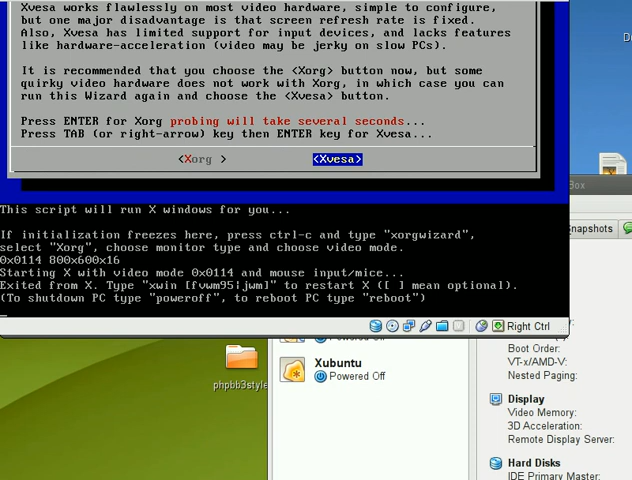 Xvesa works flawlessly on most video hardware, simple to configure,
but one major disadvantage is that screen refresh rate is fixed.
Also, Xvesa has limited support for input devices, and lacks features
like hardware-acceleration (video may be jerky on slow PCs).
It is recommended that you choose the <Xorg> button now, but some
quirky video hardware does not work with Xorg, in which case you can
run this Wizard again and choose the <Xvesa> button.
Press ENTER for Xorg probing will take several seconds...
Press TAB (or right-arrow) key then ENTER key for Xvesa...
<Xorg > <Xvesa>
This script will run X windows for you...
If initialization freezes here, press ctrl-c and type "xorgwizard",
select "Xorg", choose monitor type and choose video mode.
0x0114 800x600x16
Starting X with video mode 0x0114 and mouse input/mice...
Exited from X. Type "xwin [fvwm95|jwm]" to restart X ([ ] mean optional).
(To shutdown PC type "poweroff", to reboot PC type "reboot")
Right Ctrl
Box
Snapshots
phpbb3style
Xubuntu
Powered Off
Powered Off
Boot Order:
VT-x/AMD-V:
Nested Paging:
Display
Video Memory:
3D Acceleration:
Remote Display Server:
Hard Disks
IDE Primary Master: